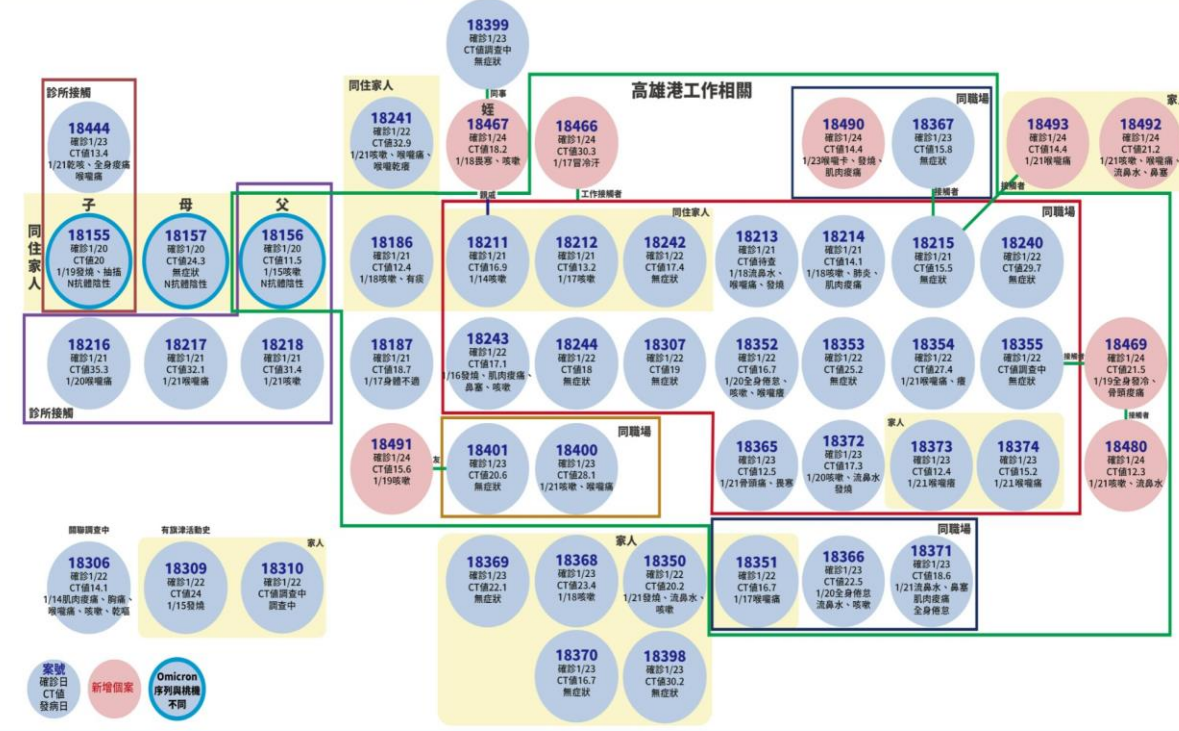 18399
確診1/23
CT值調查中
無症狀
同事
高雄港工作相關
診所接觸
18444
確診1/23
CT值13.4
1/21乾咳、全身痠痛
喉嚨痛
同住家人
18241
確診1/22
CT值32.9
1/21咳嗽、喉嚨痛、
喉嚨乾癢
姪
18467
確診1/24
CT值18.2
1/18畏寒、咳嗽
18466
確診1/24
CT值30.3
1/17冒冷汗
同職場
18490
確診1/24
CT值14.4
1/23喉嚨卡、發燒、
肌肉痠痛
18367
確診1/23
CT值15.8
無症狀
18493
確診1/24
CT值14.4
1/21喉嚨痛
18492
確診1/24
CT值21.2
1/21咳嗽、喉嚨痛、
流鼻水、鼻塞
親戚
工作接觸者
接觸者
接觸者
同住家人
子
18155
確診1/20
CT值20
1/19發燒、抽搐
N抗體陰性
母
18157
確診1/20
CT值24.3
無症狀
N抗體陰性
父
18156
確診1/20
CT值11.5
1/15咳嗽
N抗體陰性
18186
確診1/21
CT值12.4
1/18咳嗽、有痰
同住家人
18211
確診1/21
CT值16.9
1/14咳嗽
18212
確診1/21
CT值13.2
1/17咳嗽
18242
確診1/22
CT值17.4
無症狀
18213
確診1/21
CT值待查
1/18流鼻水、
喉嚨痛、發燒
18214
確診1/21
CT值14.1
1/18咳嗽、肺炎、
肌肉痠痛
18215
確診1/21
CT值15.5
無症狀
同職場
18240
確診1/22
CT值29.7
無症狀
18216
確診1/21
CT值35.3
1/20喉嚨痛
18217
確診1/21
CT值32.1
1/21喉嚨痛
18218
確診1/21
CT值31.4
1/21咳嗽
診所接觸
18187
確診1/21
CT值18.7
1/17身體不適
18243
確診1/22
CT值17.1
1/16發燒、肌肉痠痛、
鼻塞、咳嗽
18244
確診1/22
CT值18
無症狀
18307
確診1/22
CT值19
無症狀
18352
確診1/22
CT值16.7
1/20全身倦怠、
咳嗽、喉嚨癢
18353
確診1/22
CT值25.2
無症狀
18354
確診1/22
CT值27.4
1/21喉嚨痛、癢
18355
確診1/22
CT值調查中
無症狀
接觸者
18469
確診1/24
CT值21.5
1/19全身發冷、
骨頭痠痛
接觸者
18491
確診1/24
CT值15.6
1/19咳嗽
友
18401
確診1/23
CT值20.6
無症狀
18400
確診1/23
CT值28.1
1/21咳嗽、喉嚨痛
同職場
18365
確診1/23
CT值12.5
1/21骨頭痛、畏寒
18372
確診1/23
CT值17.3
1/20咳嗽、流鼻水
發燒
家人
18373
確診1/23
CT值12.4
1/21喉嚨癢
18374
確診1/23
CT值15.2
1/21喉嚨痛
18480
確診1/24
CT值12.3
1/21咳嗽、流鼻水
關聯調查中
18306
確診1/22
CT值14.1
1/14肌肉痠痛、胸痛、
喉嚨痛、咳嗽、乾嘔
有旗津活動史
18309
確診1/22
CT值24
1/15發燒
家人
18310
確診1/22
CT值調查中
調查中
家人
18369
確診1/23
CT值22.1
無症狀
18368
確診1/23
CT值23.4
1/18咳嗽
18350
確診1/22
CT值20.2
1/21發燒、流鼻水、
咳嗽
18351
確診1/22
CT值16.7
1/17喉嚨痛
18366
確診1/23
CT值22.5
1/20全身倦怠
流鼻水、咳嗽
同職場
18371
確診1/23
CT值18.6
1/21流鼻水、鼻塞
肌肉痠痛
全身倦怠
18370
確診1/23
CT值16.7
無症狀
18398
確診1/23
CT值30.2
無症狀
案號
確診日
CT值
發病日
新增個案
Omicron
序列與桃機
不同